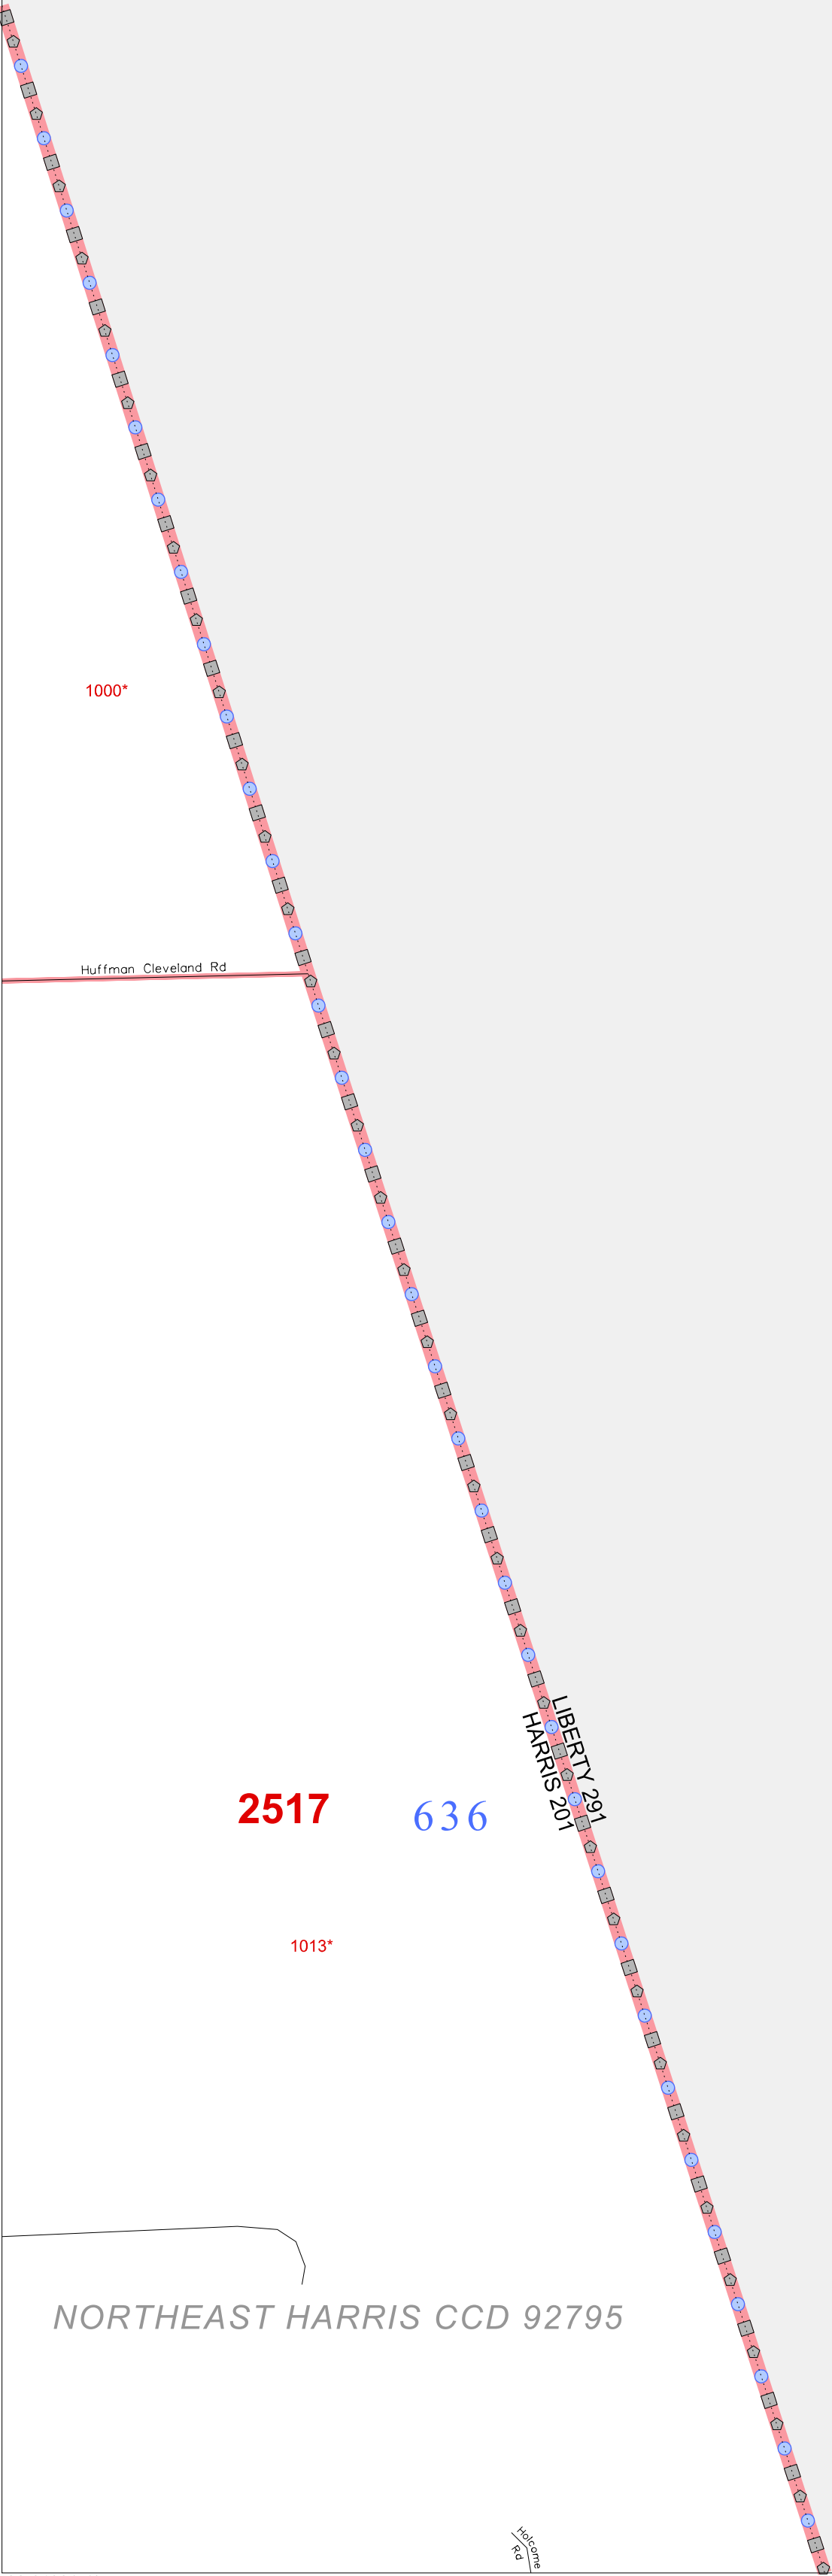 1000*
Huffman Cleveland Rd
LIBERTY 291
HARRIS 201
2517
636
1013*
NORTHEAST HARRIS CCD 92795
Holcome
Rd